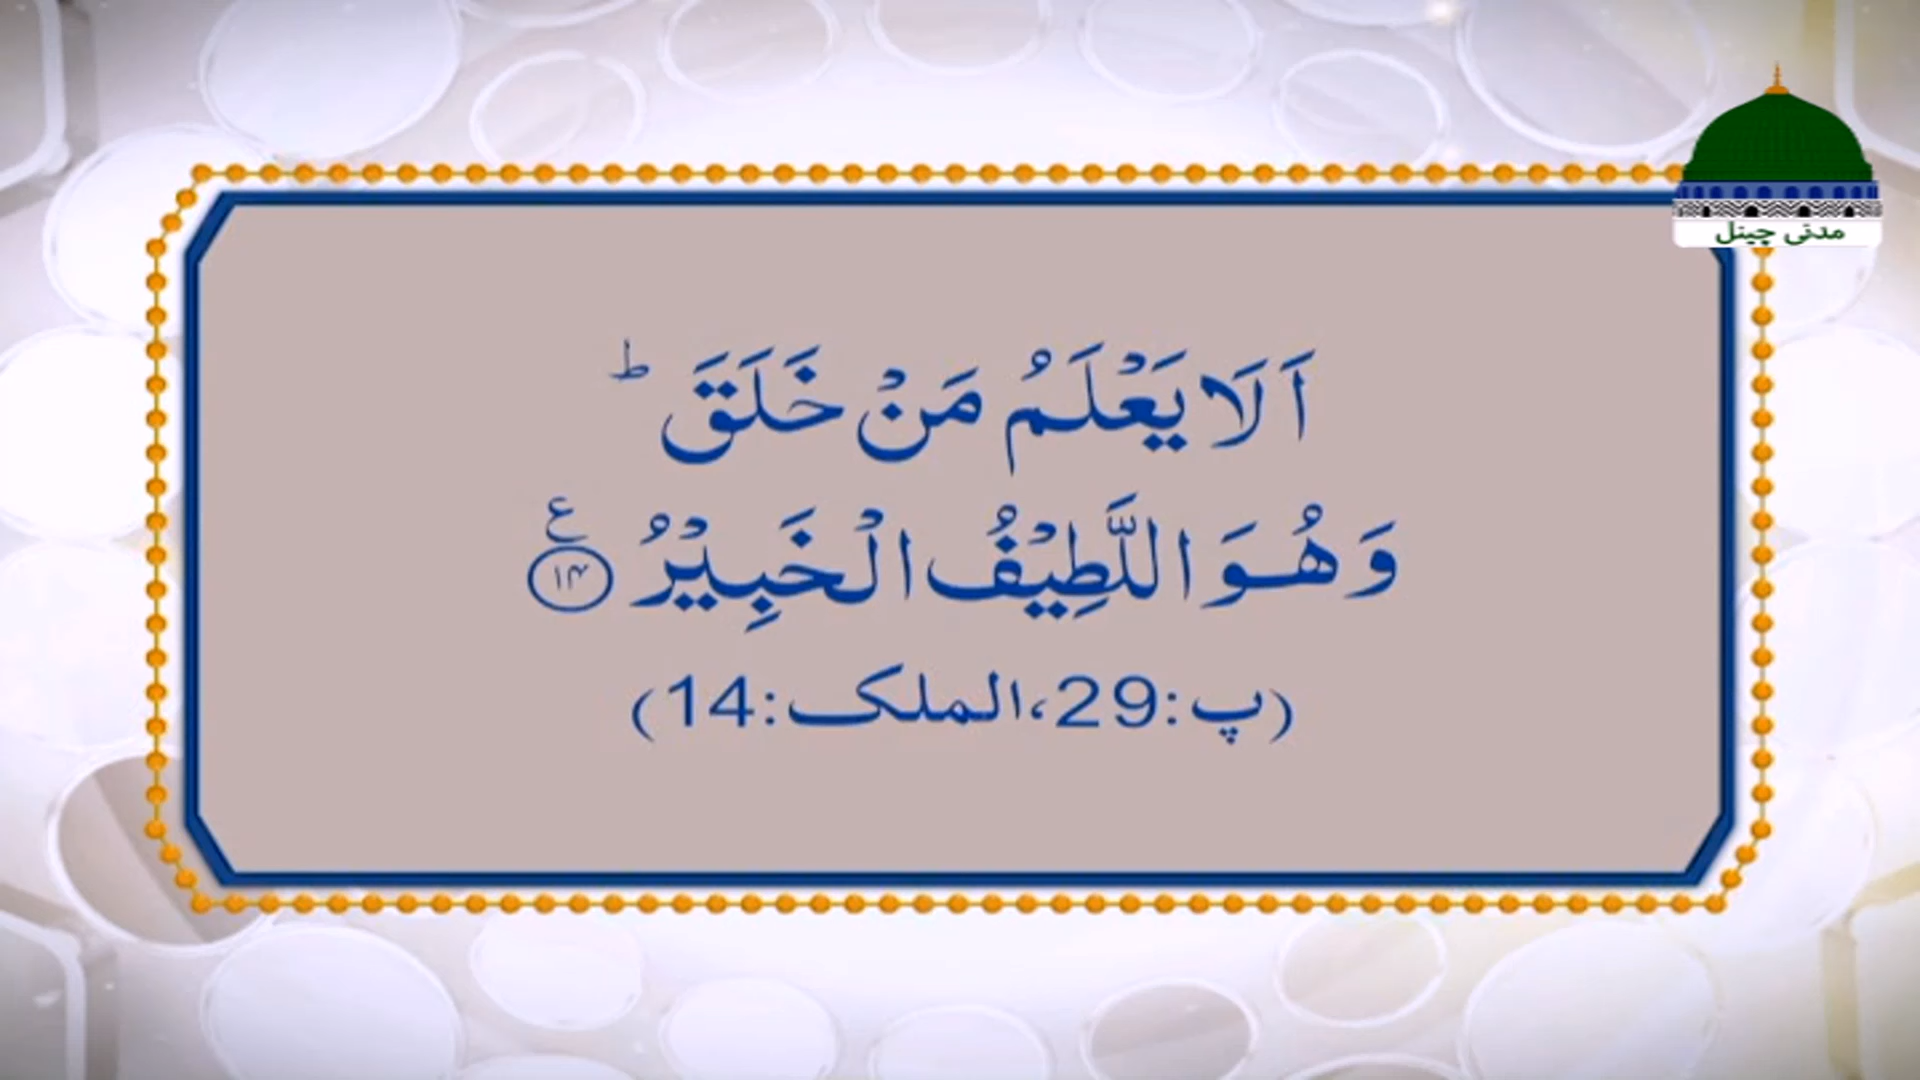 مدنی چینل
اَلَا یَعْلَمُ مَنْ خَلَقَ ؕ
وَهُوَ اللَّطِیْفُ الْخَبِیْرُ ﴿۱۴﴾ ع
(پ:29،الملک:14)